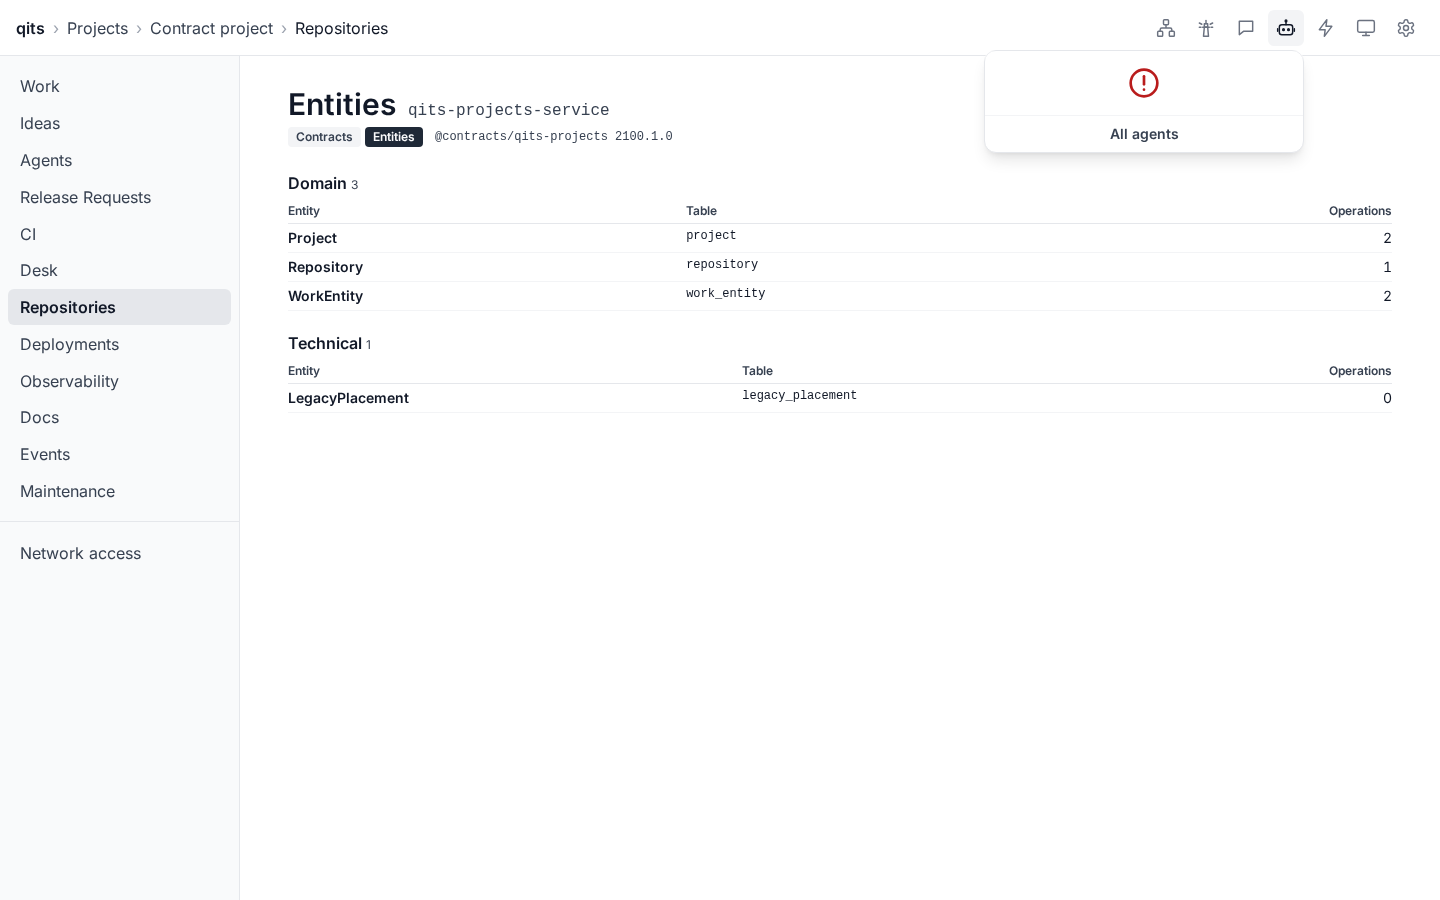 qits › Projects › Contract project › Repositories
Work
Ideas
Agents
Release Requests
CI
Desk
Repositories
Deployments
Observability
Docs
Events
Maintenance
Network access
All agents
Entities qits-projects-service
Contracts Entities @contracts/qits-projects 2100.1.0
Domain 3
Entity Table Operations
Project project 2
Repository repository 1
WorkEntity work_entity 2
Technical 1
Entity Table Operations
LegacyPlacement legacy_placement 0